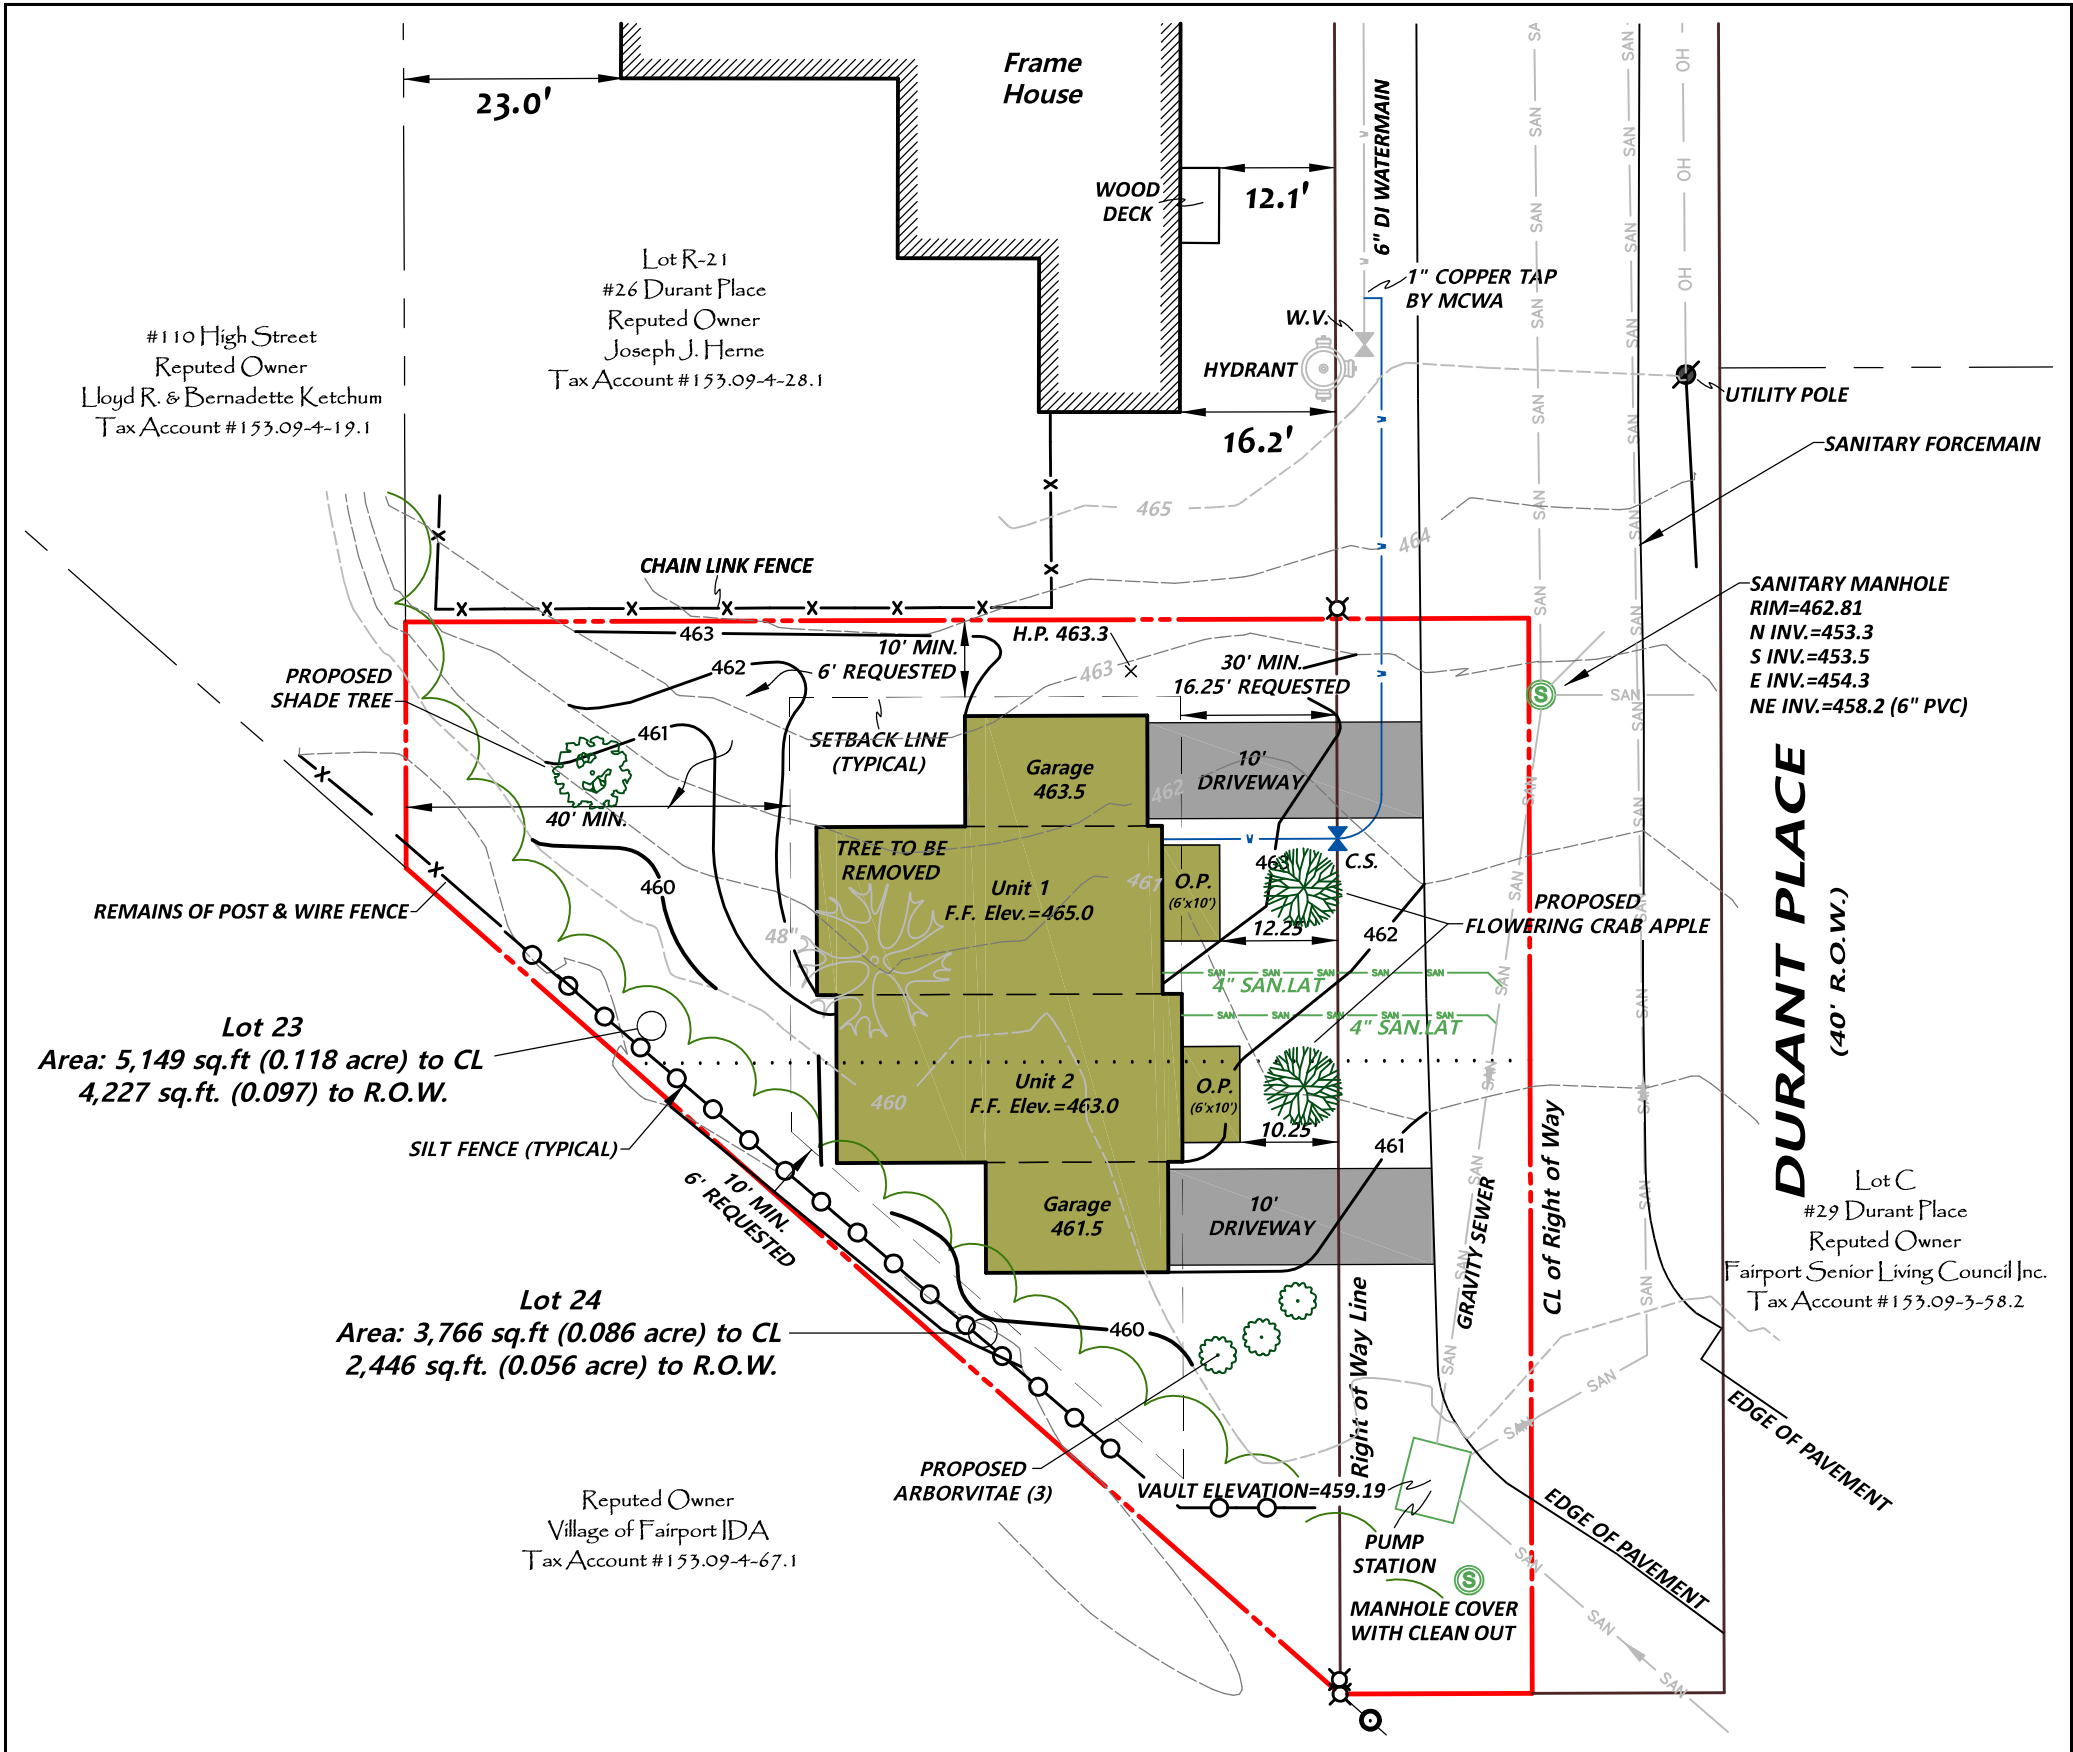 Frame
House
23.0'
WOOD
DECK
12.1'
6" DI WATERMAIN
1" COPPER TAP
BY MCWA
W.V.
HYDRANT
16.2'
UTILITY POLE
SANITARY FORCEMAIN
Lot R-21
#26 Durant Place
Reputed Owner
Joseph J. Herne
Tax Account #153.09-4-28.1
#110 High Street
Reputed Owner
Lloyd R. & Bernadette Ketchum
Tax Account #153.09-4-19.1
465
464
CHAIN LINK FENCE
SANITARY MANHOLE
RIM=462.81
N INV.=453.3
S INV.=453.5
E INV.=454.3
NE INV.=458.2 (6" PVC)
463
10' MIN.
6' REQUESTED
H.P. 463.3
463
30' MIN.
16.25' REQUESTED
462
PROPOSED
SHADE TREE
461
SETBACK LINE
(TYPICAL)
40' MIN.
Garage
463.5
10'
DRIVEWAY
462
TREE TO BE
REMOVED
Unit 1
F.F. Elev.=465.0
461
O.P.
(6'x10')
463
C.S.
12.25
462
PROPOSED
FLOWERING CRAB APPLE
460
48"
REMAINS OF POST & WIRE FENCE
4" SAN.LAT
4" SAN.LAT
DURANT PLACE
(40' R.O.W.)
Lot 23
Area: 5,149 sq.ft (0.118 acre) to CL
4,227 sq.ft. (0.097) to R.O.W.
Unit 2
F.F. Elev.=463.0
460
O.P.
(6'x10')
10.25
461
SILT FENCE (TYPICAL)
10' MIN.
6' REQUESTED
Garage
461.5
10'
DRIVEWAY
GRAVITY SEWER
CL of Right of Way
Right of Way Line
Lot C
#29 Durant Place
Reputed Owner
Fairport Senior Living Council Inc.
Tax Account #153.09-3-58.2
Lot 24
Area: 3,766 sq.ft (0.086 acre) to CL
2,446 sq.ft. (0.056 acre) to R.O.W.
460
PROPOSED
ARBORVITAE (3)
VAULT ELEVATION=459.19
EDGE OF PAVEMENT
EDGE OF PAVEMENT
Reputed Owner
Village of Fairport IDA
Tax Account #153.09-4-67.1
PUMP
STATION
S
S
MANHOLE COVER
WITH CLEAN OUT
SAN
SAN
SAN
OH
OH
OH
W
W
W